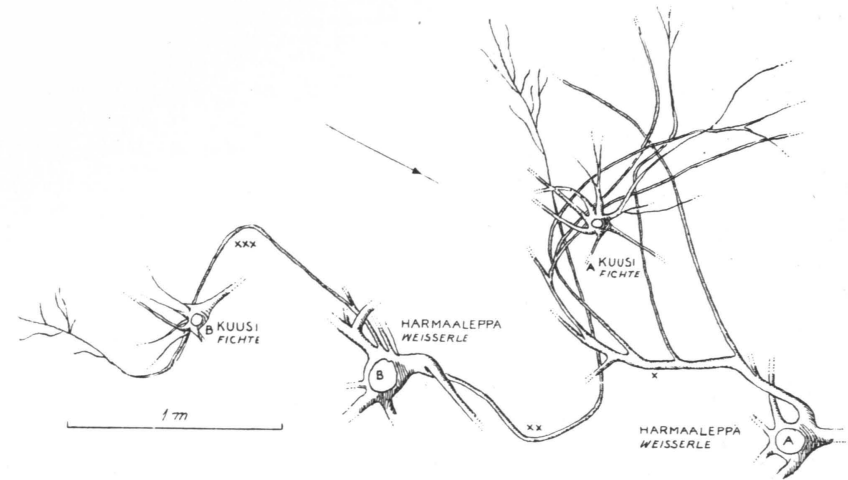 A KUUSI
FICHTE
xxx
B KUUSI
FICHTE
HARMAALEPPÄ
WEISSERLE
B
x
1 m
xx
HARMAALEPPÄ
WEISSERLE
A